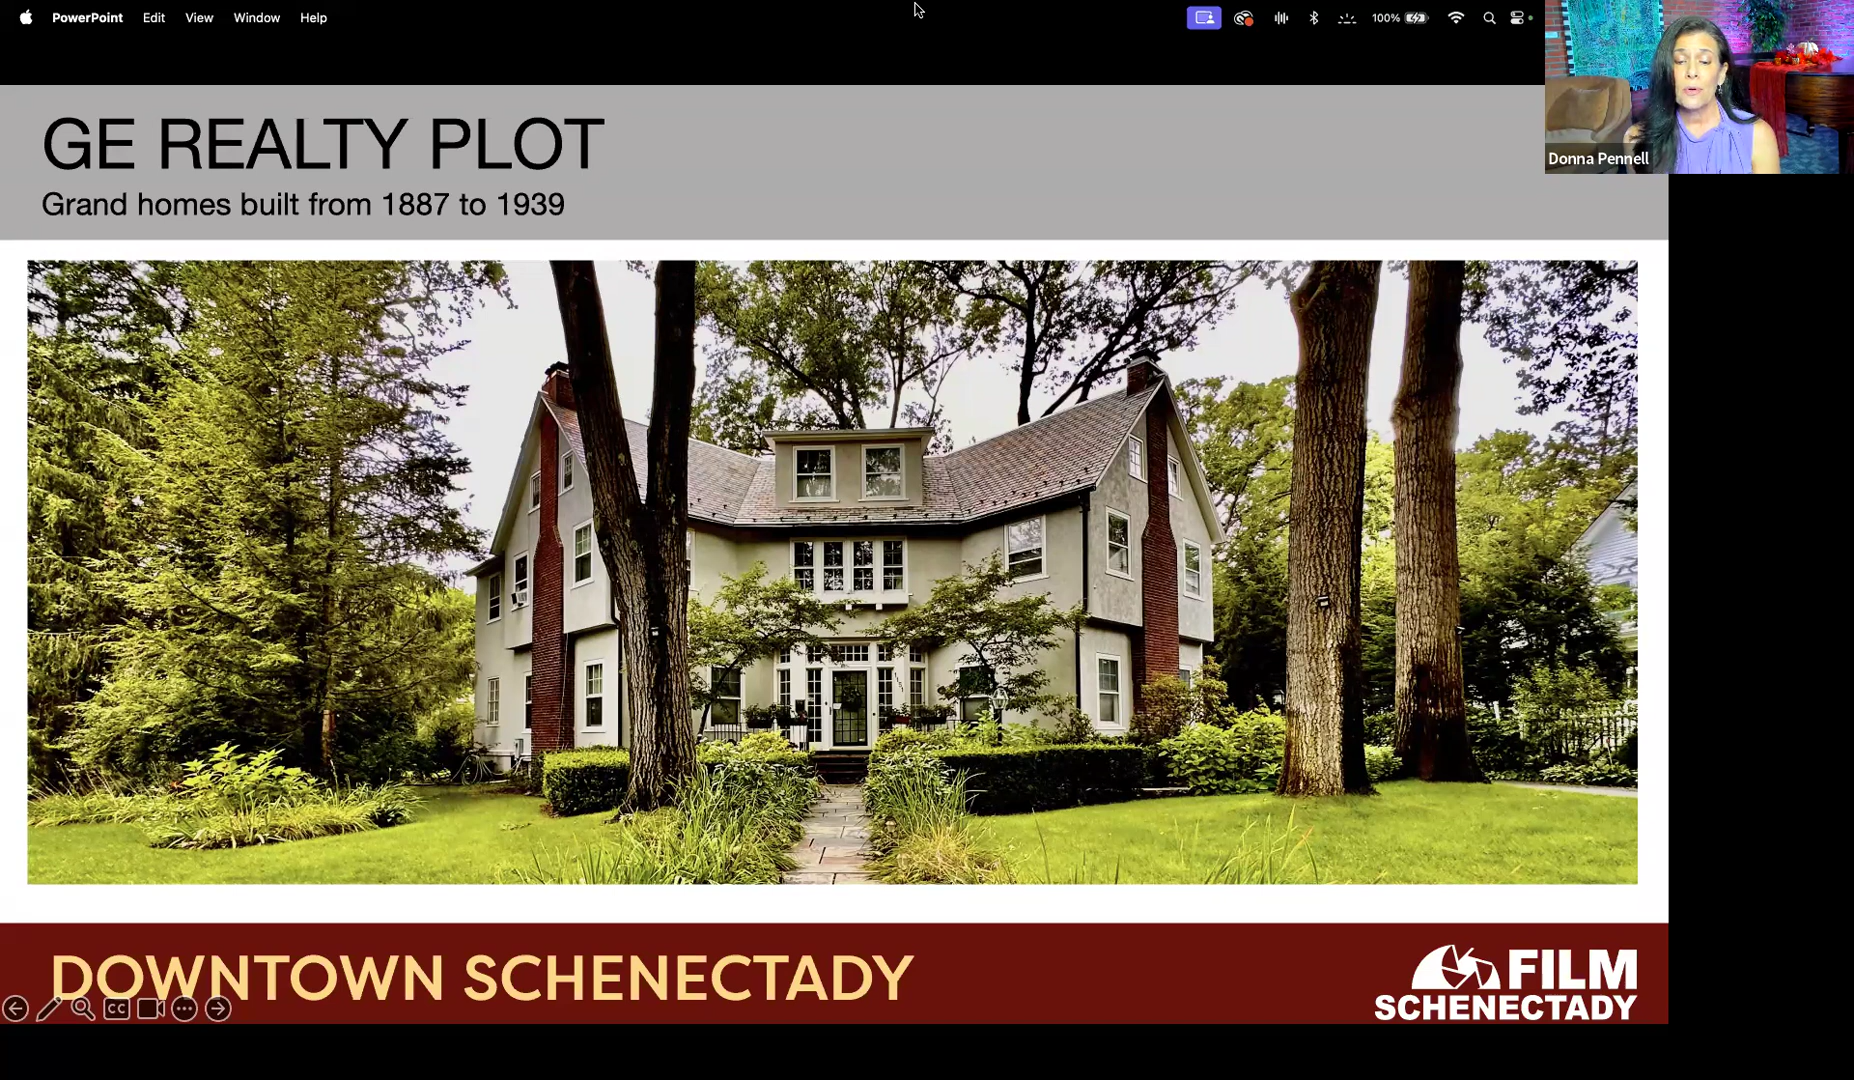 PowerPoint Edit View Window Help
100%
Donna Pennell
GE REALTY PLOT
Grand homes built from 1887 to 1939
DOWNTOWN SCHENECTADY
CC
FILM
SCHENECTADY